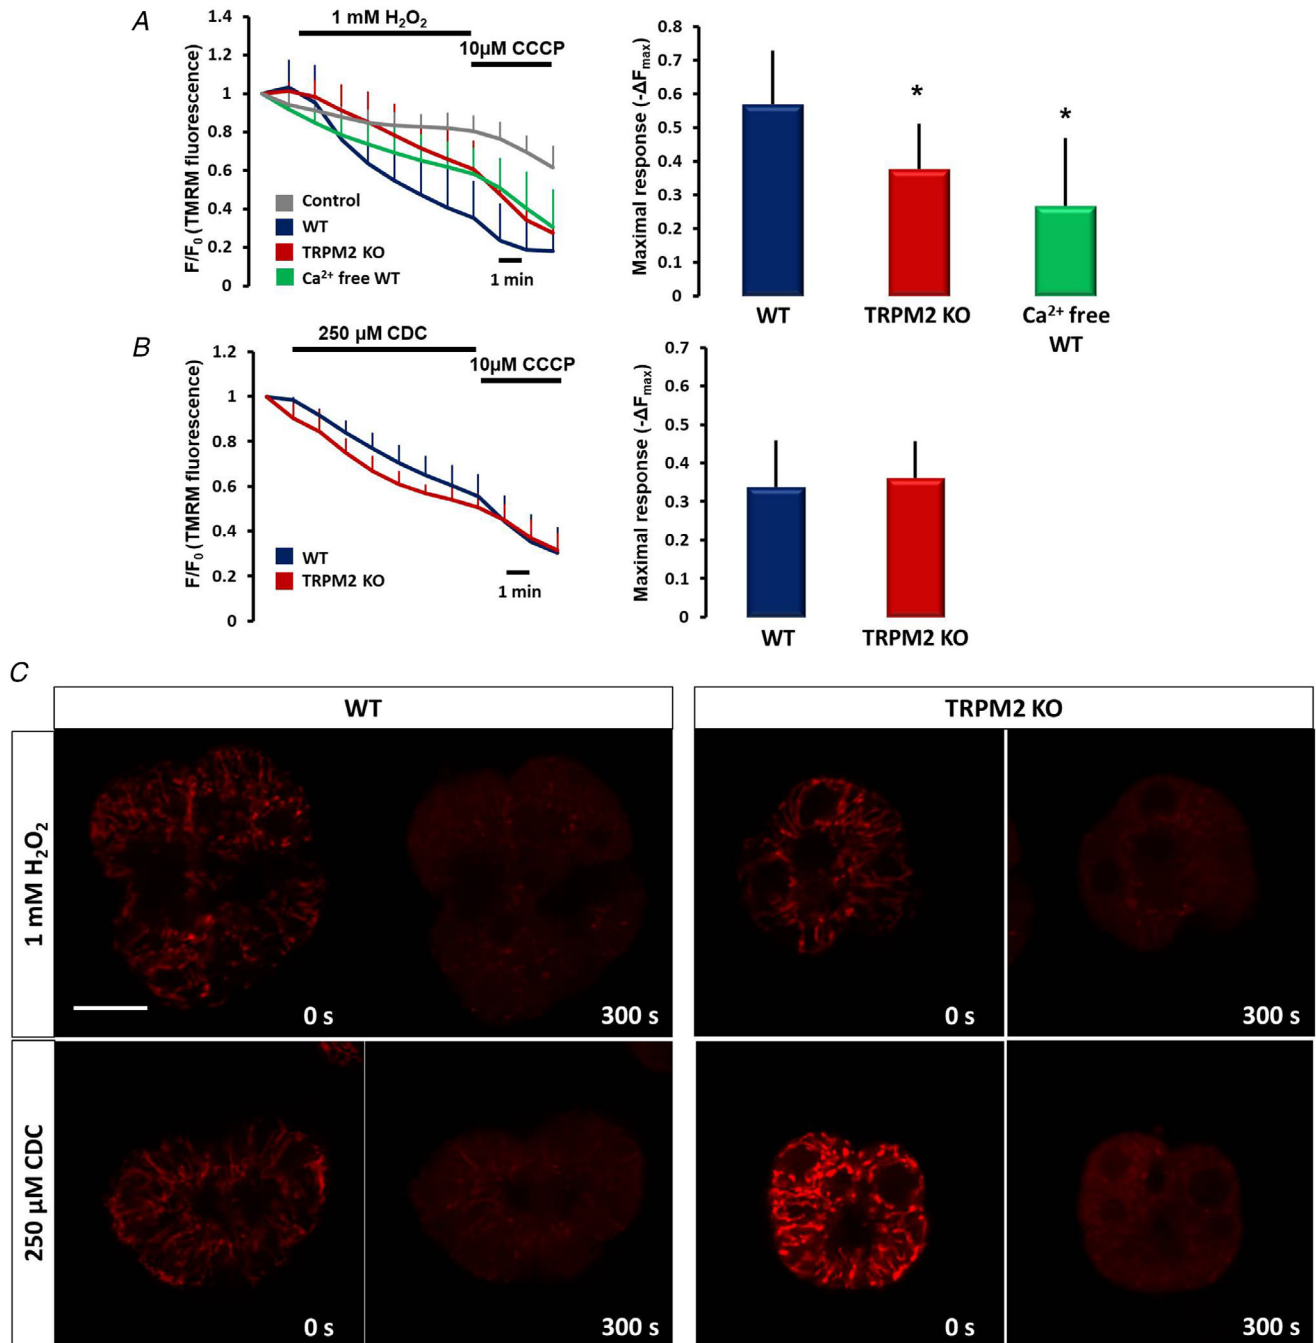 A
1 mM H₂O₂
10µM CCCP
F/F₀ (TMRM fluorescence)
1.4
1.2
1
0.8
0.6
0.4
0.2
0
Control
WT
TRPM2 KO
Ca²⁺ free WT
1 min
Maximal response (-ΔFmax)
0.8
0.7
0.6
0.5
0.4
0.3
0.2
0.1
0
*
*
WT
TRPM2 KO
Ca²⁺ free
WT
B
250 µM CDC
10µM CCCP
F/F₀ (TMRM fluorescence)
1.2
1
0.8
0.6
0.4
0.2
0
WT
TRPM2 KO
1 min
Maximal response (-ΔFmax)
0.7
0.6
0.5
0.4
0.3
0.2
0.1
0
WT
TRPM2 KO
C
WT
TRPM2 KO
1 mM H₂O₂
0 s
300 s
0 s
300 s
250 µM CDC
0 s
300 s
0 s
300 s